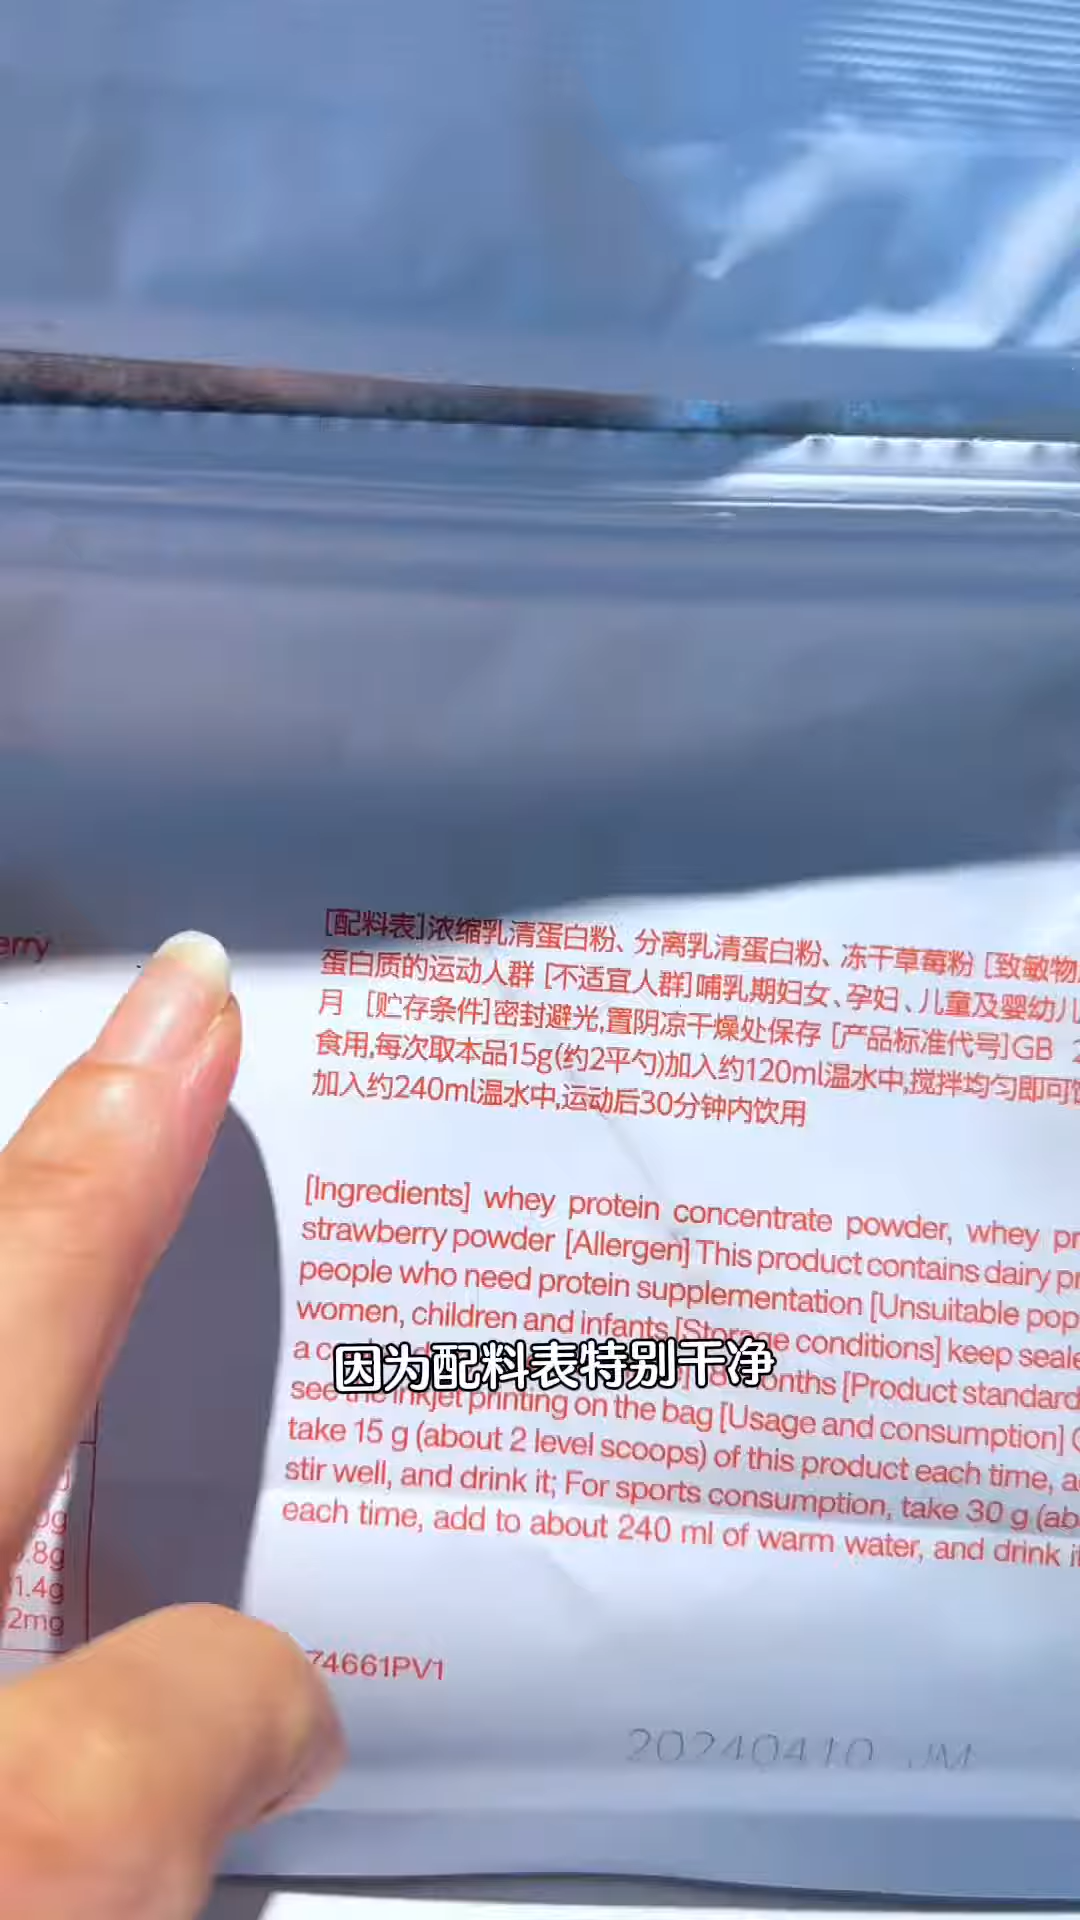 erry
[配料表]浓缩乳清蛋白粉、分离乳清蛋白粉、冻干草莓粉 [致敏物
蛋白质的运动人群 [不适宜人群]哺乳期妇女、孕妇、儿童及婴幼儿
月 [贮存条件]密封避光,置阴凉干燥处保存 [产品标准代号]GB 2
食用,每次取本品15g(约2平勺)加入约120ml温水中,搅拌均匀即可饮
加入约240ml温水中,运动后30分钟内饮用
[Ingredients] whey protein concentrate powder, whey pr
strawberry powder [Allergen] This product contains dairy pr
people who need protein supplementation [Unsuitable pop
women, children and infants [Storage conditions] keep seale
因为配料表特别干净
months [Product standard
see the inkjet printing on the bag [Usage and consumption]
take 15 g (about 2 level scoops) of this product each time, a
stir well, and drink it; For sports consumption, take 30 g (ab
each time, add to about 240 ml of warm water, and drink i
.8g
1.4g
2mg
74661PV1
20240410 JM